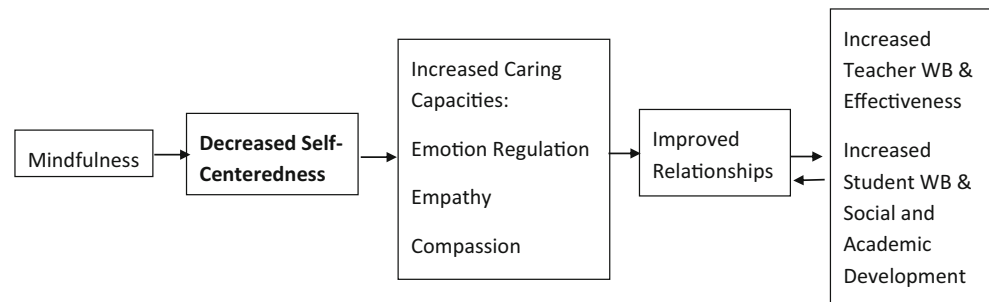 Mindfulness
Decreased Self-
Centeredness
Increased Caring
Capacities:
Emotion Regulation
Empathy
Compassion
Improved
Relationships
Increased
Teacher WB &
Effectiveness
Increased
Student WB &
Social and
Academic
Development